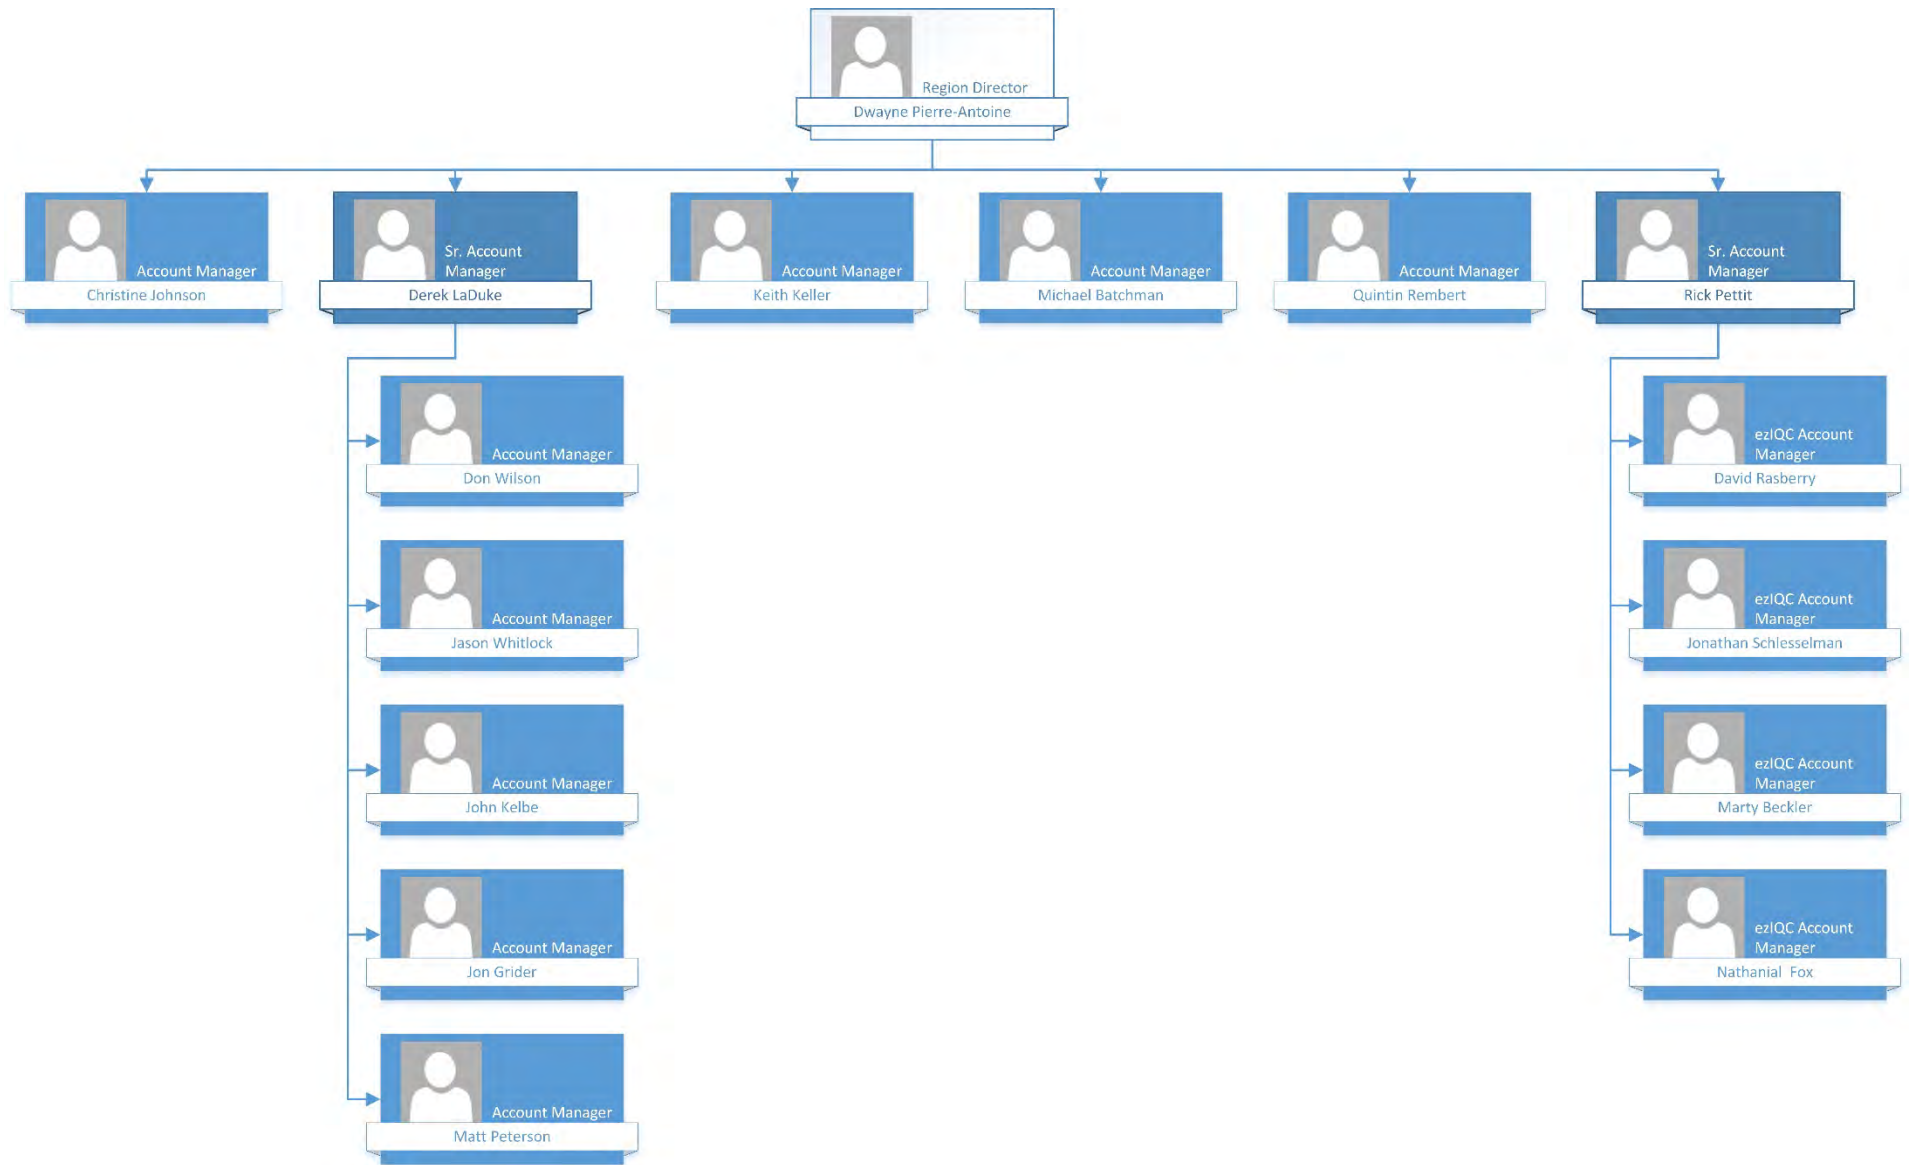 Region Director
Dwayne Pierre-Antoine
Account Manager
Christine Johnson
Sr. Account
Manager
Derek LaDuke
Account Manager
Keith Keller
Account Manager
Michael Batchman
Account Manager
Quintin Rembert
Sr. Account
Manager
Rick Pettit
Account Manager
Don Wilson
Account Manager
Jason Whitlock
Account Manager
John Kelbe
Account Manager
Jon Grider
Account Manager
Matt Peterson
ezIQC Account
Manager
David Rasberry
ezIQC Account
Manager
Jonathan Schlesselman
ezIQC Account
Manager
Marty Beckler
ezIQC Account
Manager
Nathanial  Fox